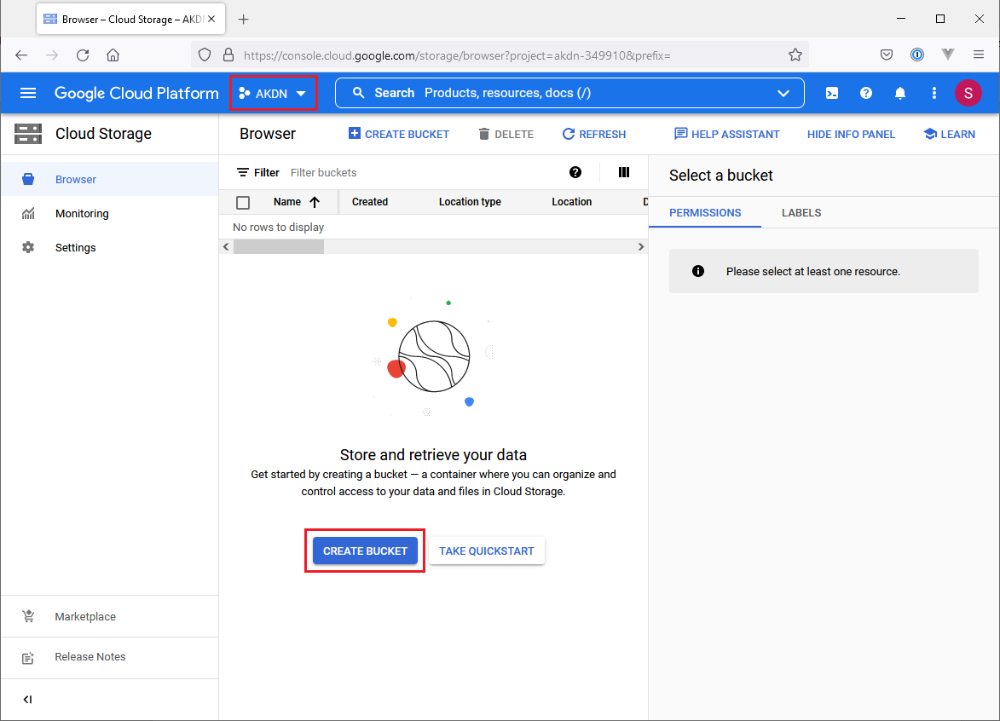 Browser – Cloud Storage – AKDN
https://console.cloud.google.com/storage/browser?project=akdn-349910&prefix=
Google Cloud Platform
AKDN
Search Products, resources, docs (/)
S
Cloud Storage
Browser
CREATE BUCKET
DELETE
REFRESH
HELP ASSISTANT
HIDE INFO PANEL
LEARN
Browser
Monitoring
Settings
Marketplace
Release Notes
Filter Filter buckets
Name Created Location type Location D
No rows to display
Store and retrieve your data
Get started by creating a bucket — a container where you can organize and
control access to your data and files in Cloud Storage.
CREATE BUCKET
TAKE QUICKSTART
Select a bucket
PERMISSIONS
LABELS
Please select at least one resource.